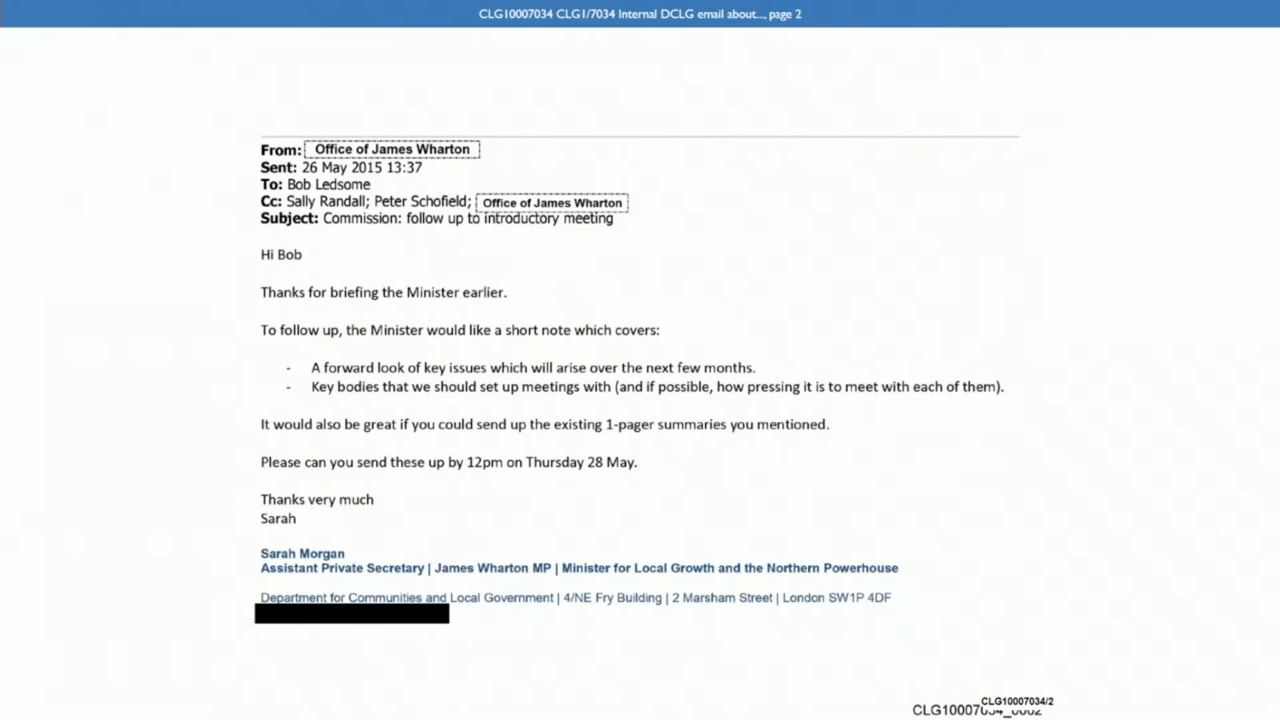 CLG10007034 CLG1/7034 Internal DCLG email about..., page 2
From: Office of James Wharton
Sent: 26 May 2015 13:37
To: Bob Ledsome
Cc: Sally Randall; Peter Schofield; Office of James Wharton
Subject: Commission: follow up to introductory meeting
Hi Bob
Thanks for briefing the Minister earlier.
To follow up, the Minister would like a short note which covers:
- A forward look of key issues which will arise over the next few months.
- Key bodies that we should set up meetings with (and if possible, how pressing it is to meet with each of them).
It would also be great if you could send up the existing 1-pager summaries you mentioned.
Please can you send these up by 12pm on Thursday 28 May.
Thanks very much
Sarah
Sarah Morgan
Assistant Private Secretary | James Wharton MP | Minister for Local Growth and the Northern Powerhouse
Department for Communities and Local Government | 4/NE Fry Building | 2 Marsham Street | London SW1P 4DF
CLG10007034/2
CLG10007034_0002